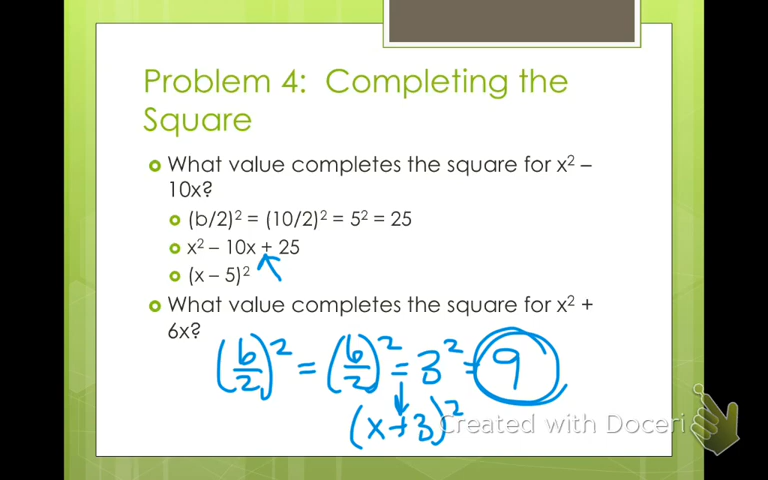 Problem 4: Completing the
Square
What value completes the square for x² –
10x?
(b/2)² = (10/2)² = 5² = 25
x² – 10x + 25
(x – 5)²
What value completes the square for x² +
6x?
(b/2)² = (6/2)² = 3² = 9
(x + 3)²
Created with Doceri